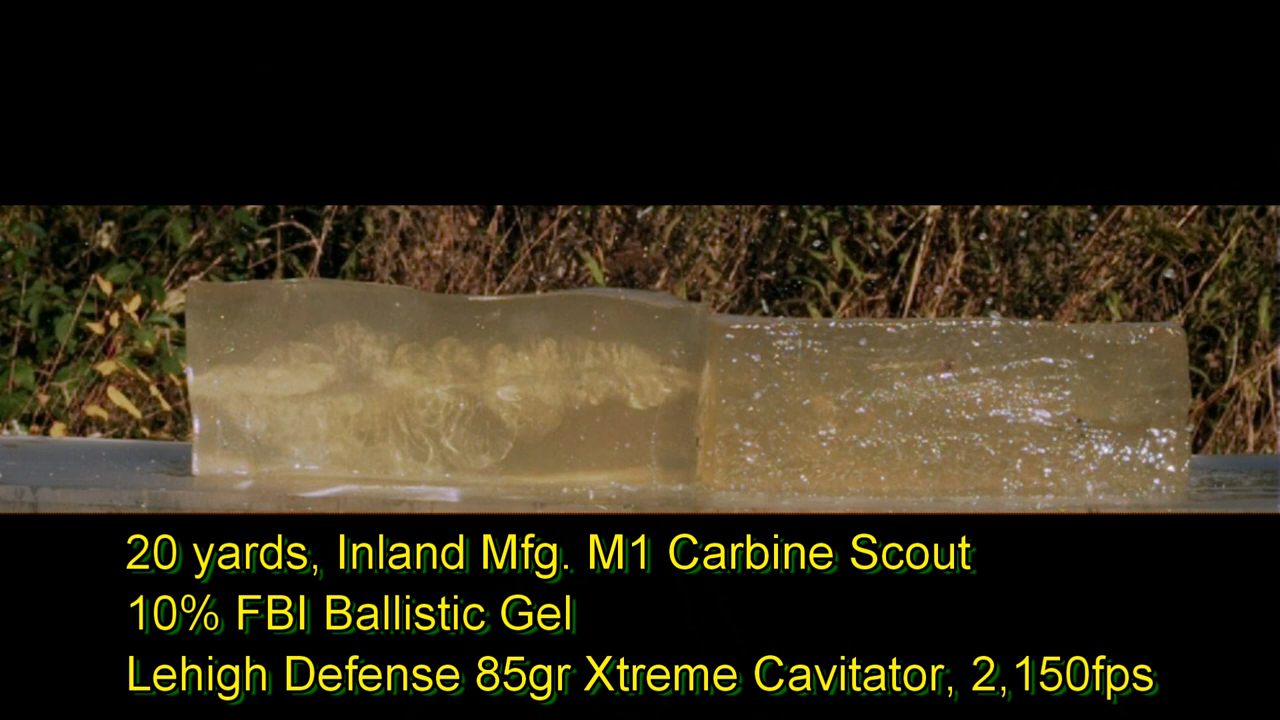 20 yards, Inland Mfg. M1 Carbine Scout
10% FBI Ballistic Gel
Lehigh Defense 85gr Xtreme Cavitator, 2,150fps